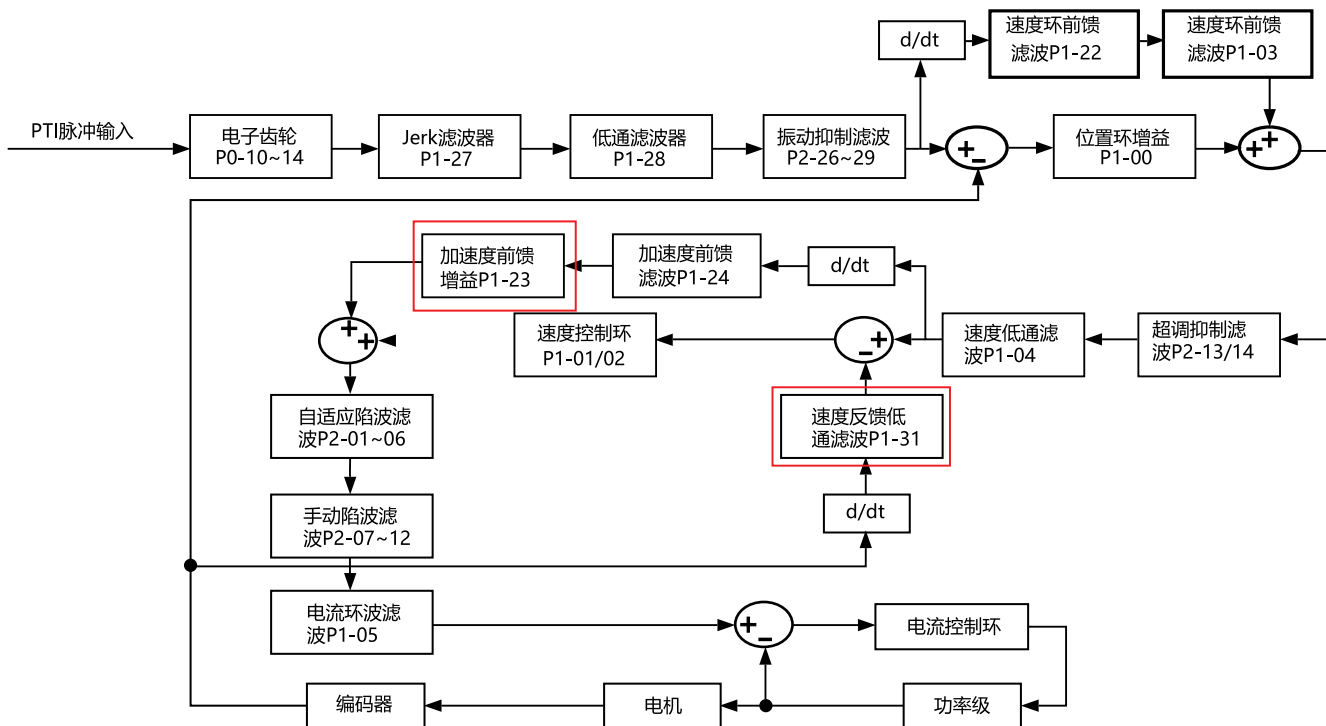 速度环前馈
滤波P1-22
速度环前馈
滤波P1-03
d/dt
PTI脉冲输入
电子齿轮
P0-10~14
Jerk滤波器
P1-27
低通滤波器
P1-28
振动抑制滤波
P2-26~29
+
-
位置环增益
P1-00
+
+
加速度前馈
增益P1-23
加速度前馈
滤波P1-24
d/dt
+
+
速度控制环
P1-01/02
+
-
速度低通滤
波P1-04
超调抑制滤
波P2-13/14
自适应陷波滤
波P2-01~06
速度反馈低
通滤波P1-31
手动陷波滤
波P2-07~12
d/dt
电流环波滤
波P1-05
+
-
电流控制环
编码器
电机
功率级